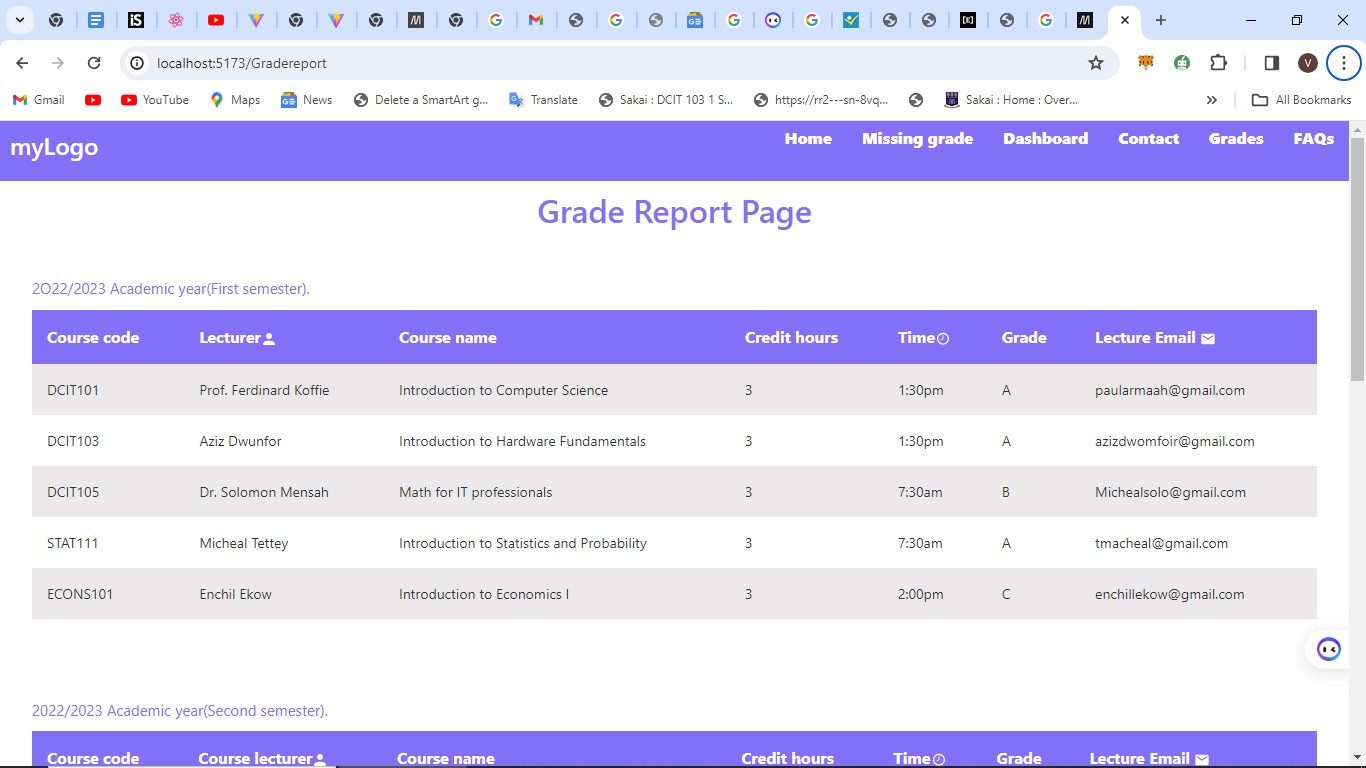 localhost:5173/Gradereport
Gmail YouTube Maps News Delete a SmartArt g... Translate Sakai : DCIT 103 1 S... https://rr2---sn-8vq... Sakai : Home : Over... » All Bookmarks
myLogo Home Missing grade Dashboard Contact Grades FAQs
Grade Report Page
2O22/2023 Academic year(First semester).
Course code Lecturer Course name Credit hours Time Grade Lecture Email
DCIT101 Prof. Ferdinard Koffie Introduction to Computer Science 3 1:30pm A paularmaah@gmail.com
DCIT103 Aziz Dwunfor Introduction to Hardware Fundamentals 3 1:30pm A azizdwomfoir@gmail.com
DCIT105 Dr. Solomon Mensah Math for IT professionals 3 7:30am B Michealsolo@gmail.com
STAT111 Micheal Tettey Introduction to Statistics and Probability 3 7:30am A tmacheal@gmail.com
ECONS101 Enchil Ekow Introduction to Economics I 3 2:00pm C enchillekow@gmail.com
2022/2023 Academic year(Second semester).
Course code Course lecturer Course name Credit hours Time Grade Lecture Email